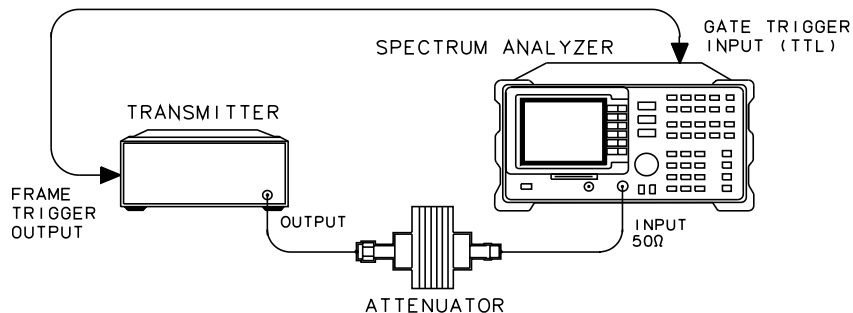 GATE TRIGGER
INPUT (TTL)
SPECTRUM ANALYZER
TRANSMITTER
FRAME
TRIGGER
OUTPUT
OUTPUT
INPUT
50Ω
ATTENUATOR